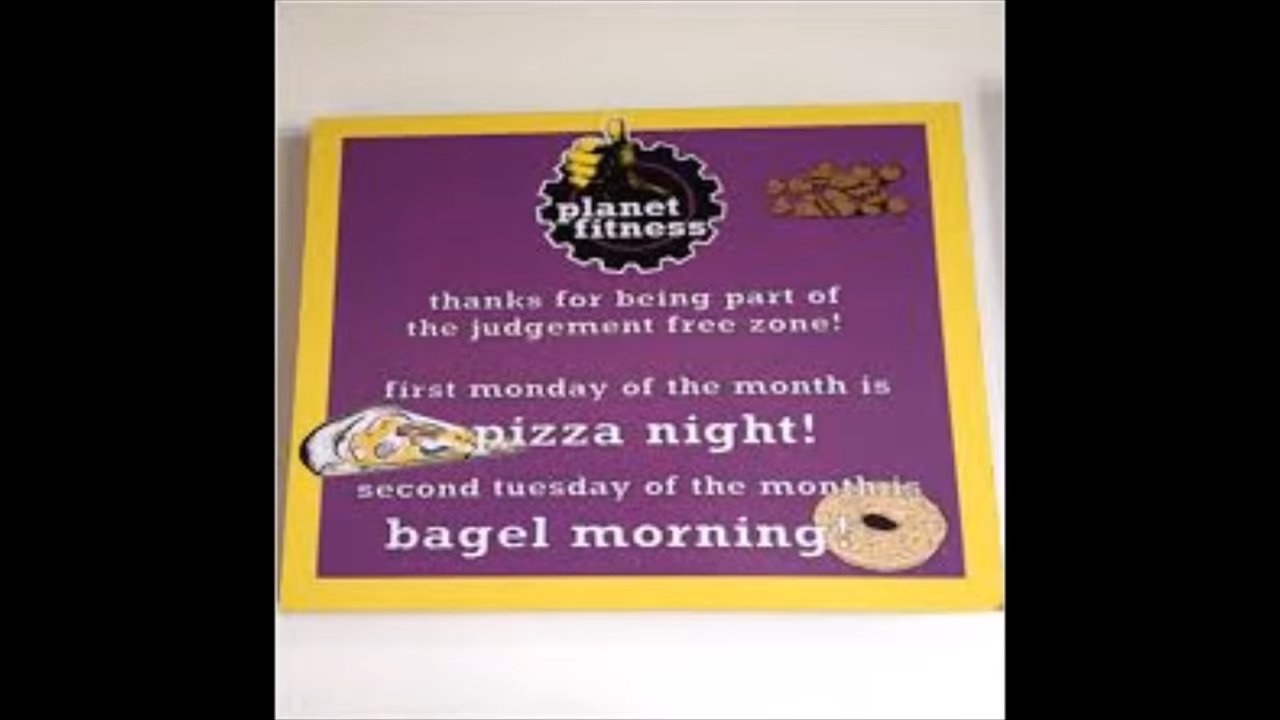 planet
fitness
thanks for being part of
the judgement free zone!
first monday of the month is
pizza night!
second tuesday of the month is
bagel morning!